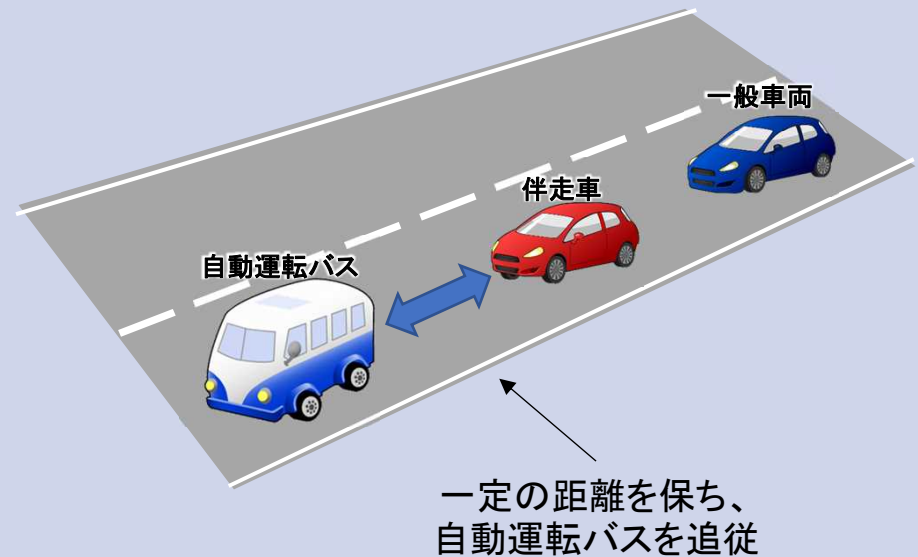 一般車両
伴走車
自動運転バス
一定の距離を保ち、
自動運転バスを追従